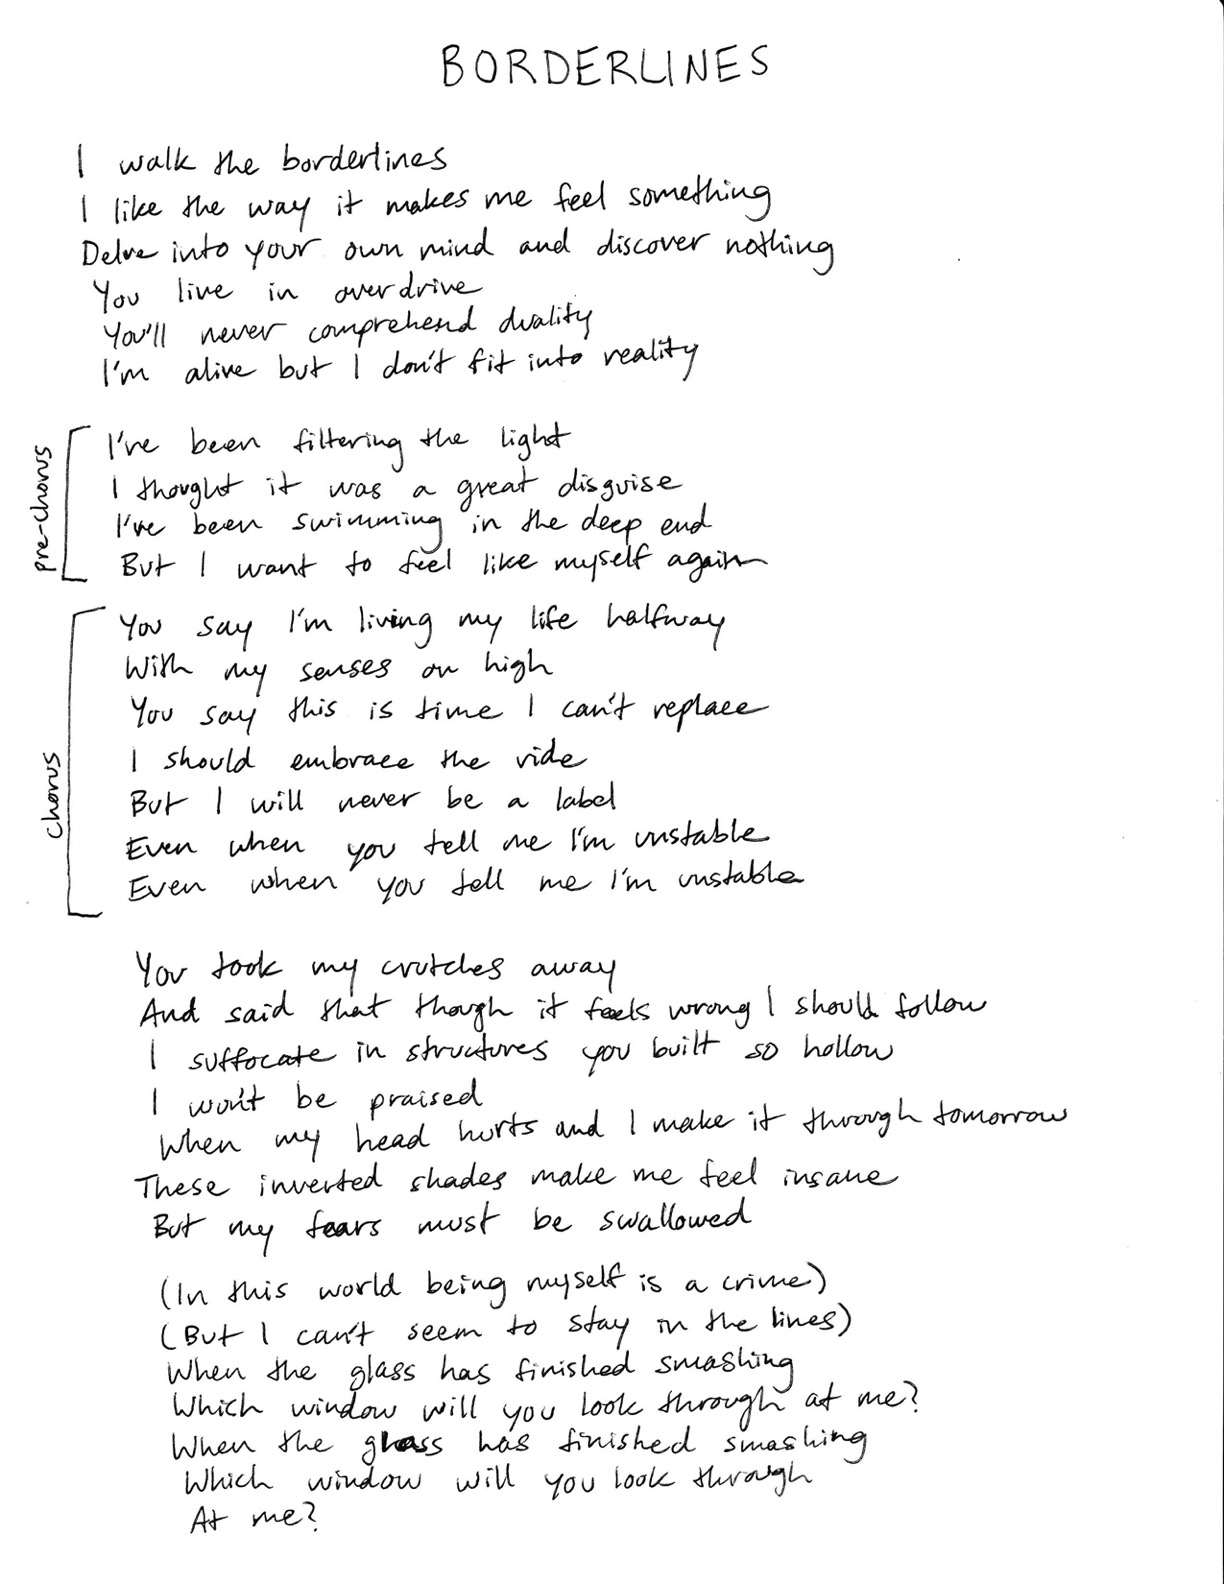 BORDERLINES
I walk the borderlines
I like the way it makes me feel something
Delve into your own mind and discover nothing
You live in overdrive
You'll never comprehend duality
I'm alive but I don't fit into reality
pre-chorus
I've been filtering the light
I thought it was a great disguise
I've been swimming in the deep end
But I want to feel like myself again
chorus
You say I'm living my life halfway
With my senses on high
You say this is time I can't replace
I should embrace the ride
But I will never be a label
Even when you tell me I'm unstable
Even when you tell me I'm unstable
You took my crutches away
And said that though it feels wrong I should follow
I suffocate in structures you built so hollow
I won't be praised
When my head hurts and I make it through tomorrow
These inverted shades make me feel insane
But my fears must be swallowed
(In this world being myself is a crime)
(But I can't seem to stay in the lines)
When the glass has finished smashing
Which window will you look through at me?
When the glass has finished smashing
Which window will you look through
At me?